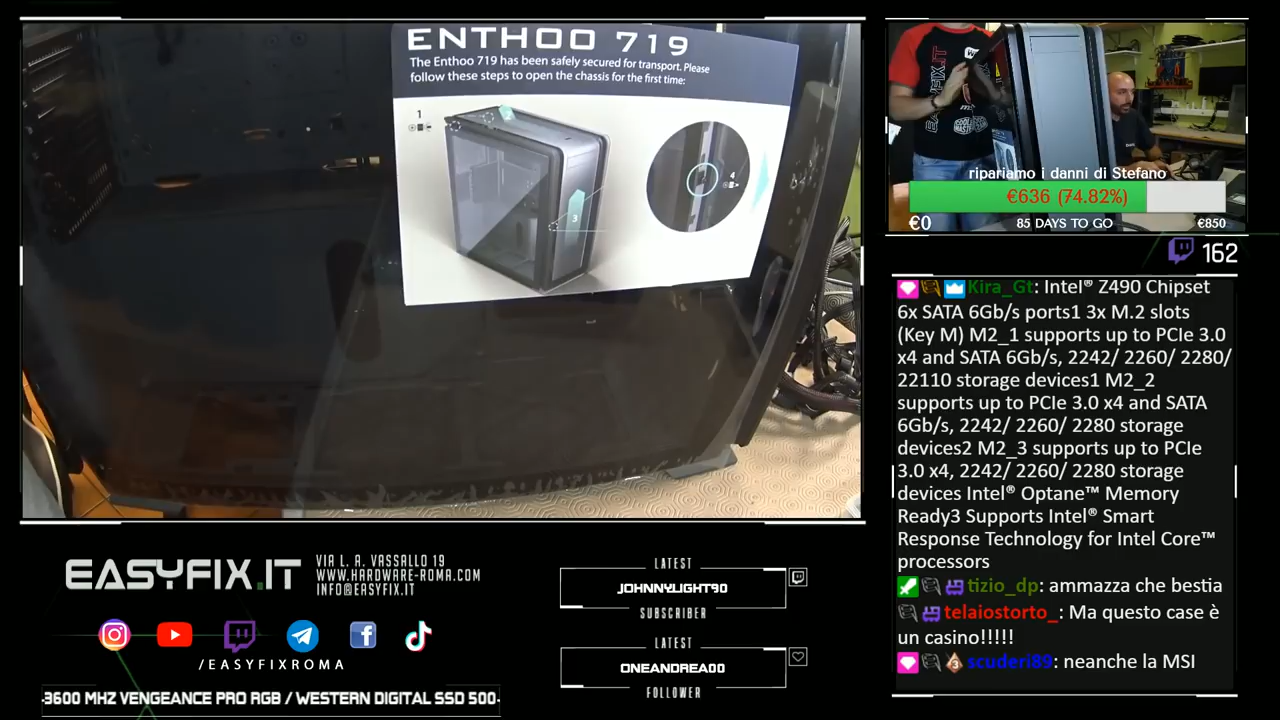 ENTHOO 719
The Enthoo 719 has been safely secured for transport. Please
follow these steps to open the chassis for the first time:
1
4
3
EASYFIX.IT
ripariamo i danni di Stefano
€636 (74.82%)
€0
85 DAYS TO GO
€850
162
Kira_Gt: Intel® Z490 Chipset
6x SATA 6Gb/s ports1 3x M.2 slots
(Key M) M2_1 supports up to PCIe 3.0
x4 and SATA 6Gb/s, 2242/ 2260/ 2280/
22110 storage devices1 M2_2
supports up to PCIe 3.0 x4 and SATA
6Gb/s, 2242/ 2260/ 2280 storage
devices2 M2_3 supports up to PCIe
3.0 x4, 2242/ 2260/ 2280 storage
devices Intel® Optane™ Memory
Ready3 Supports Intel® Smart
Response Technology for Intel Core™
processors
tizio_dp: ammazza che bestia
telaiostorto_: Ma questo case è
un casino!!!!!
3 scuderi89: neanche la MSI
EASYFIX.IT
VIA L. A. VASSALLO 19
WWW.HARDWARE-ROMA.COM
INFO@EASYFIX.IT
/EASYFIXROMA
LATEST
JOHNNYLIGHT90
SUBSCRIBER
LATEST
ONEANDREA00
FOLLOWER
3600 MHZ VENGEANCE PRO RGB / WESTERN DIGITAL SSD 500